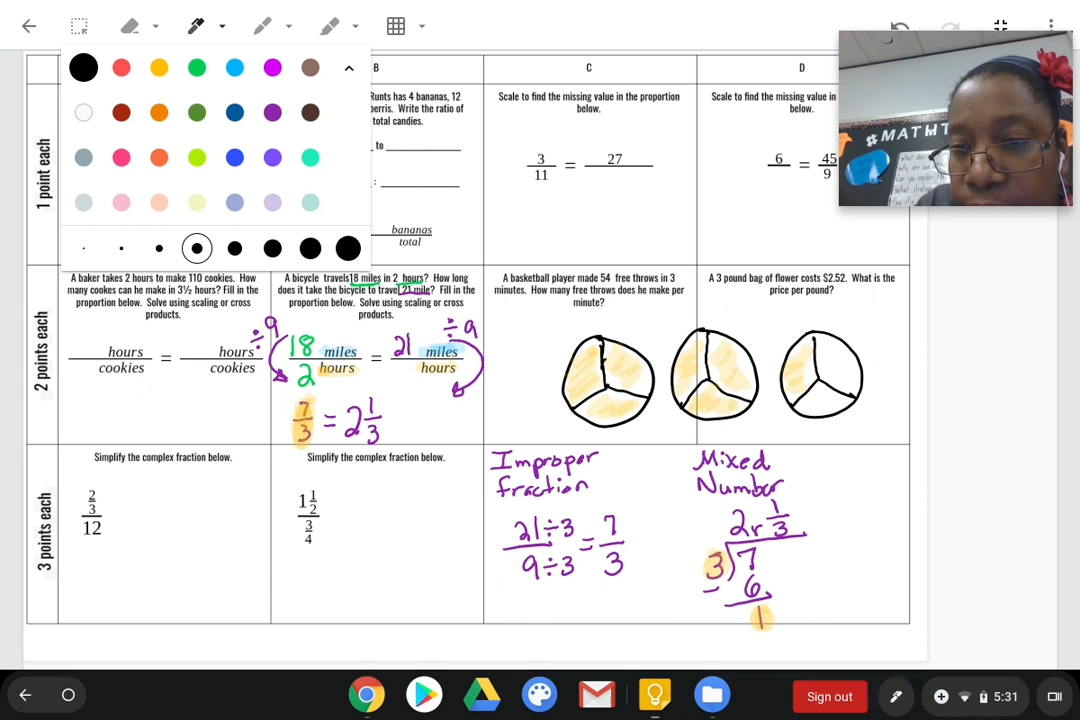 B
C
D
1 point each
Runts has 4 bananas, 12
berris. Write the ratio of
total candies.
to
:
bananas
total
Scale to find the missing value in the proportion
below.
3 = 27
11
Scale to find the missing value in
below.
6 = 45
9
#MATHT
2 points each
A baker takes 2 hours to make 110 cookies. How
many cookes can he make in 3½ hours? Fill in the
proportion below. Solve using scaling or cross
products.
hours = hours
cookies cookies
A bicycle travels 18 miles in 2 hours? How long
does it take the bicycle to travel 21 mile? Fill in the
proportion below. Solve using scaling or cross
products.
÷9 ÷9
18 miles = 21 miles
2 hours hours
7/3 = 2 1/3
A basketball player made 54 free throws in 3
minutes. How many free throws does he make per
minute?
A 3 pound bag of flower costs $2.52. What is the
price per pound?
3 points each
Simplify the complex fraction below.
2
3
12
Simplify the complex fraction below.
1 1/2
3
4
Improper
fraction
21÷3 = 7
9÷3 3
Mixed
Number
2r 1/3
3)7
- 6
1
Sign out
5:31